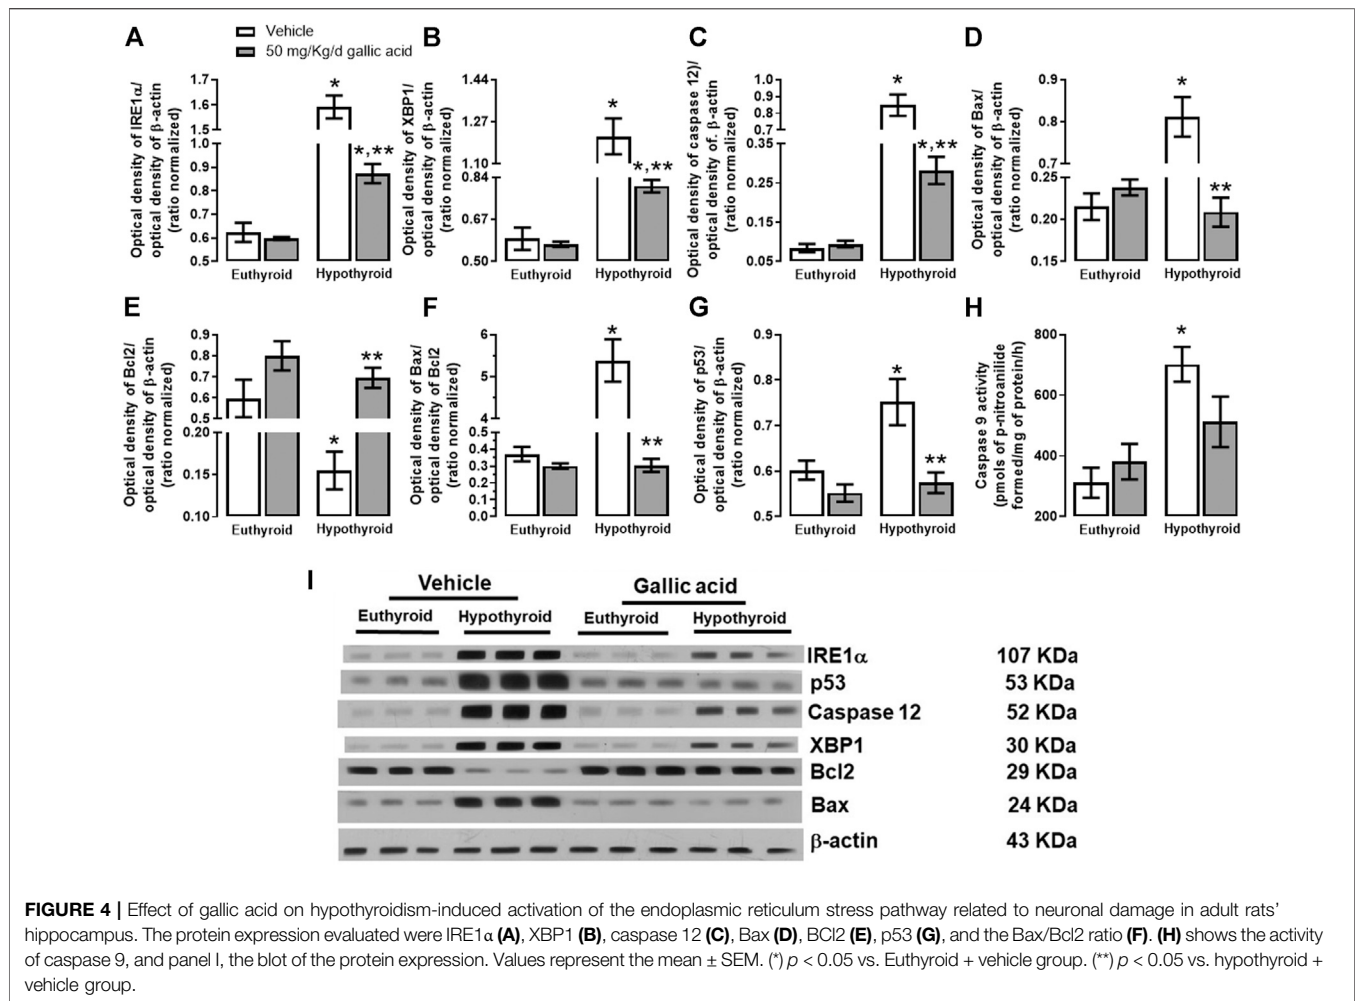 A
Vehicle
50 mg/Kg/d gallic acid
Optical density of IRE1α/
optical density of β-actin
(ratio normalized)
1.7
1.6
1.5
1.0
0.9
0.8
0.7
0.6
0.5
*
*,**
Euthyroid
Hypothyroid
B
Optical density of XBP1/
optical density of β-actin
(ratio normalized)
1.44
1.27
1.10
0.84
0.67
0.50
*
*,**
Euthyroid
Hypothyroid
C
Optical density of caspase 12)/
optical density of. β-actin
(ratio normalized)
1.0
0.9
0.8
0.7
0.35
0.25
0.15
0.05
*
*,**
Euthyroid
Hypothyroid
D
Optical density of Bax/
optical density of β-actin
(ratio normalized)
0.9
0.8
0.7
0.25
0.20
0.15
*
**
Euthyroid
Hypothyroid
E
Optical density of Bcl2/
optical density of β-actin
(ratio normalized)
0.9
0.8
0.7
0.6
0.5
0.20
0.15
0.10
*
**
Euthyroid
Hypothyroid
F
Optical density of Bax/
optical density of Bcl2
(ratio normalized)
6
5
4
0.5
0.4
0.3
0.2
0.1
0.0
*
**
Euthyroid
Hypothyroid
G
Optical density of p53/
optical density of β-actin
(ratio normalized)
0.9
0.8
0.7
0.6
0.5
*
**
Euthyroid
Hypothyroid
H
Caspase 9 activity
(pmols of p-nitroanilide
formed/mg of protein/h)
800
600
400
200
*
Euthyroid
Hypothyroid
I
Vehicle
Gallic acid
Euthyroid
Hypothyroid
Euthyroid
Hypothyroid
IRE1α 107 KDa
p53 53 KDa
Caspase 12 52 KDa
XBP1 30 KDa
Bcl2 29 KDa
Bax 24 KDa
β-actin 43 KDa
FIGURE 4 | Effect of gallic acid on hypothyroidism-induced activation of the endoplasmic reticulum stress pathway related to neuronal damage in adult rats'
hippocampus. The protein expression evaluated were IRE1α (A), XBP1 (B), caspase 12 (C), Bax (D), BCl2 (E), p53 (G), and the Bax/Bcl2 ratio (F). (H) shows the activity
of caspase 9, and panel I, the blot of the protein expression. Values represent the mean ± SEM. (*) p < 0.05 vs. Euthyroid + vehicle group. (**) p < 0.05 vs. hypothyroid +
vehicle group.